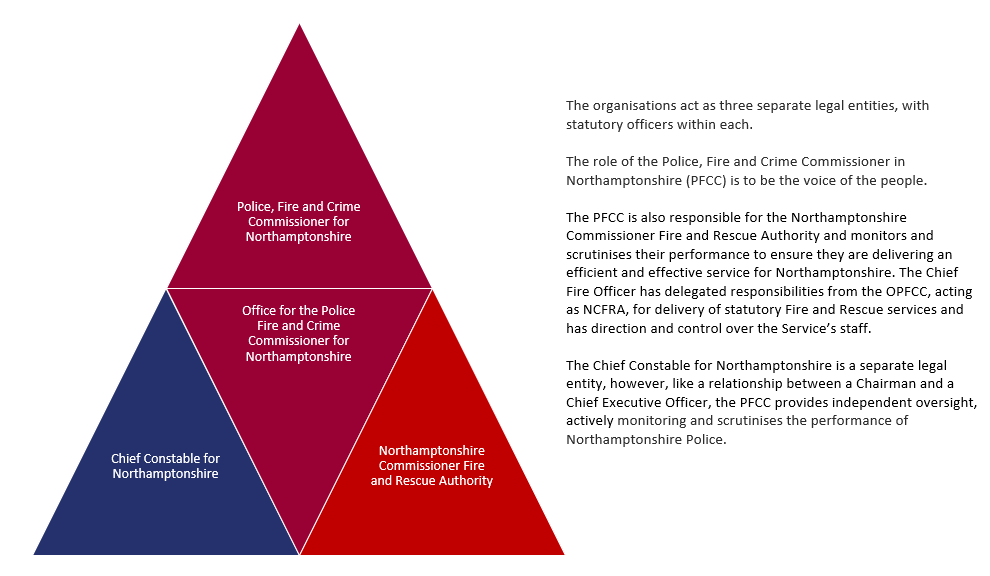 Police, Fire and Crime
Commissioner for
Northamptonshire
Office for the Police
Fire and Crime
Commissioner for
Northamptonshire
Chief Constable for
Northamptonshire
Northamptonshire
Commissioner Fire
and Rescue Authority
The organisations act as three separate legal entities, with
statutory officers within each.
The role of the Police, Fire and Crime Commissioner in
Northamptonshire (PFCC) is to be the voice of the people.
The PFCC is also responsible for the Northamptonshire
Commissioner Fire and Rescue Authority and monitors and
scrutinises their performance to ensure they are delivering an
efficient and effective service for Northamptonshire. The Chief
Fire Officer has delegated responsibilities from the OPFCC, acting
as NCFRA, for delivery of statutory Fire and Rescue services and
has direction and control over the Service’s staff.
The Chief Constable for Northamptonshire is a separate legal
entity, however, like a relationship between a Chairman and a
Chief Executive Officer, the PFCC provides independent oversight,
actively monitoring and scrutinises the performance of
Northamptonshire Police.